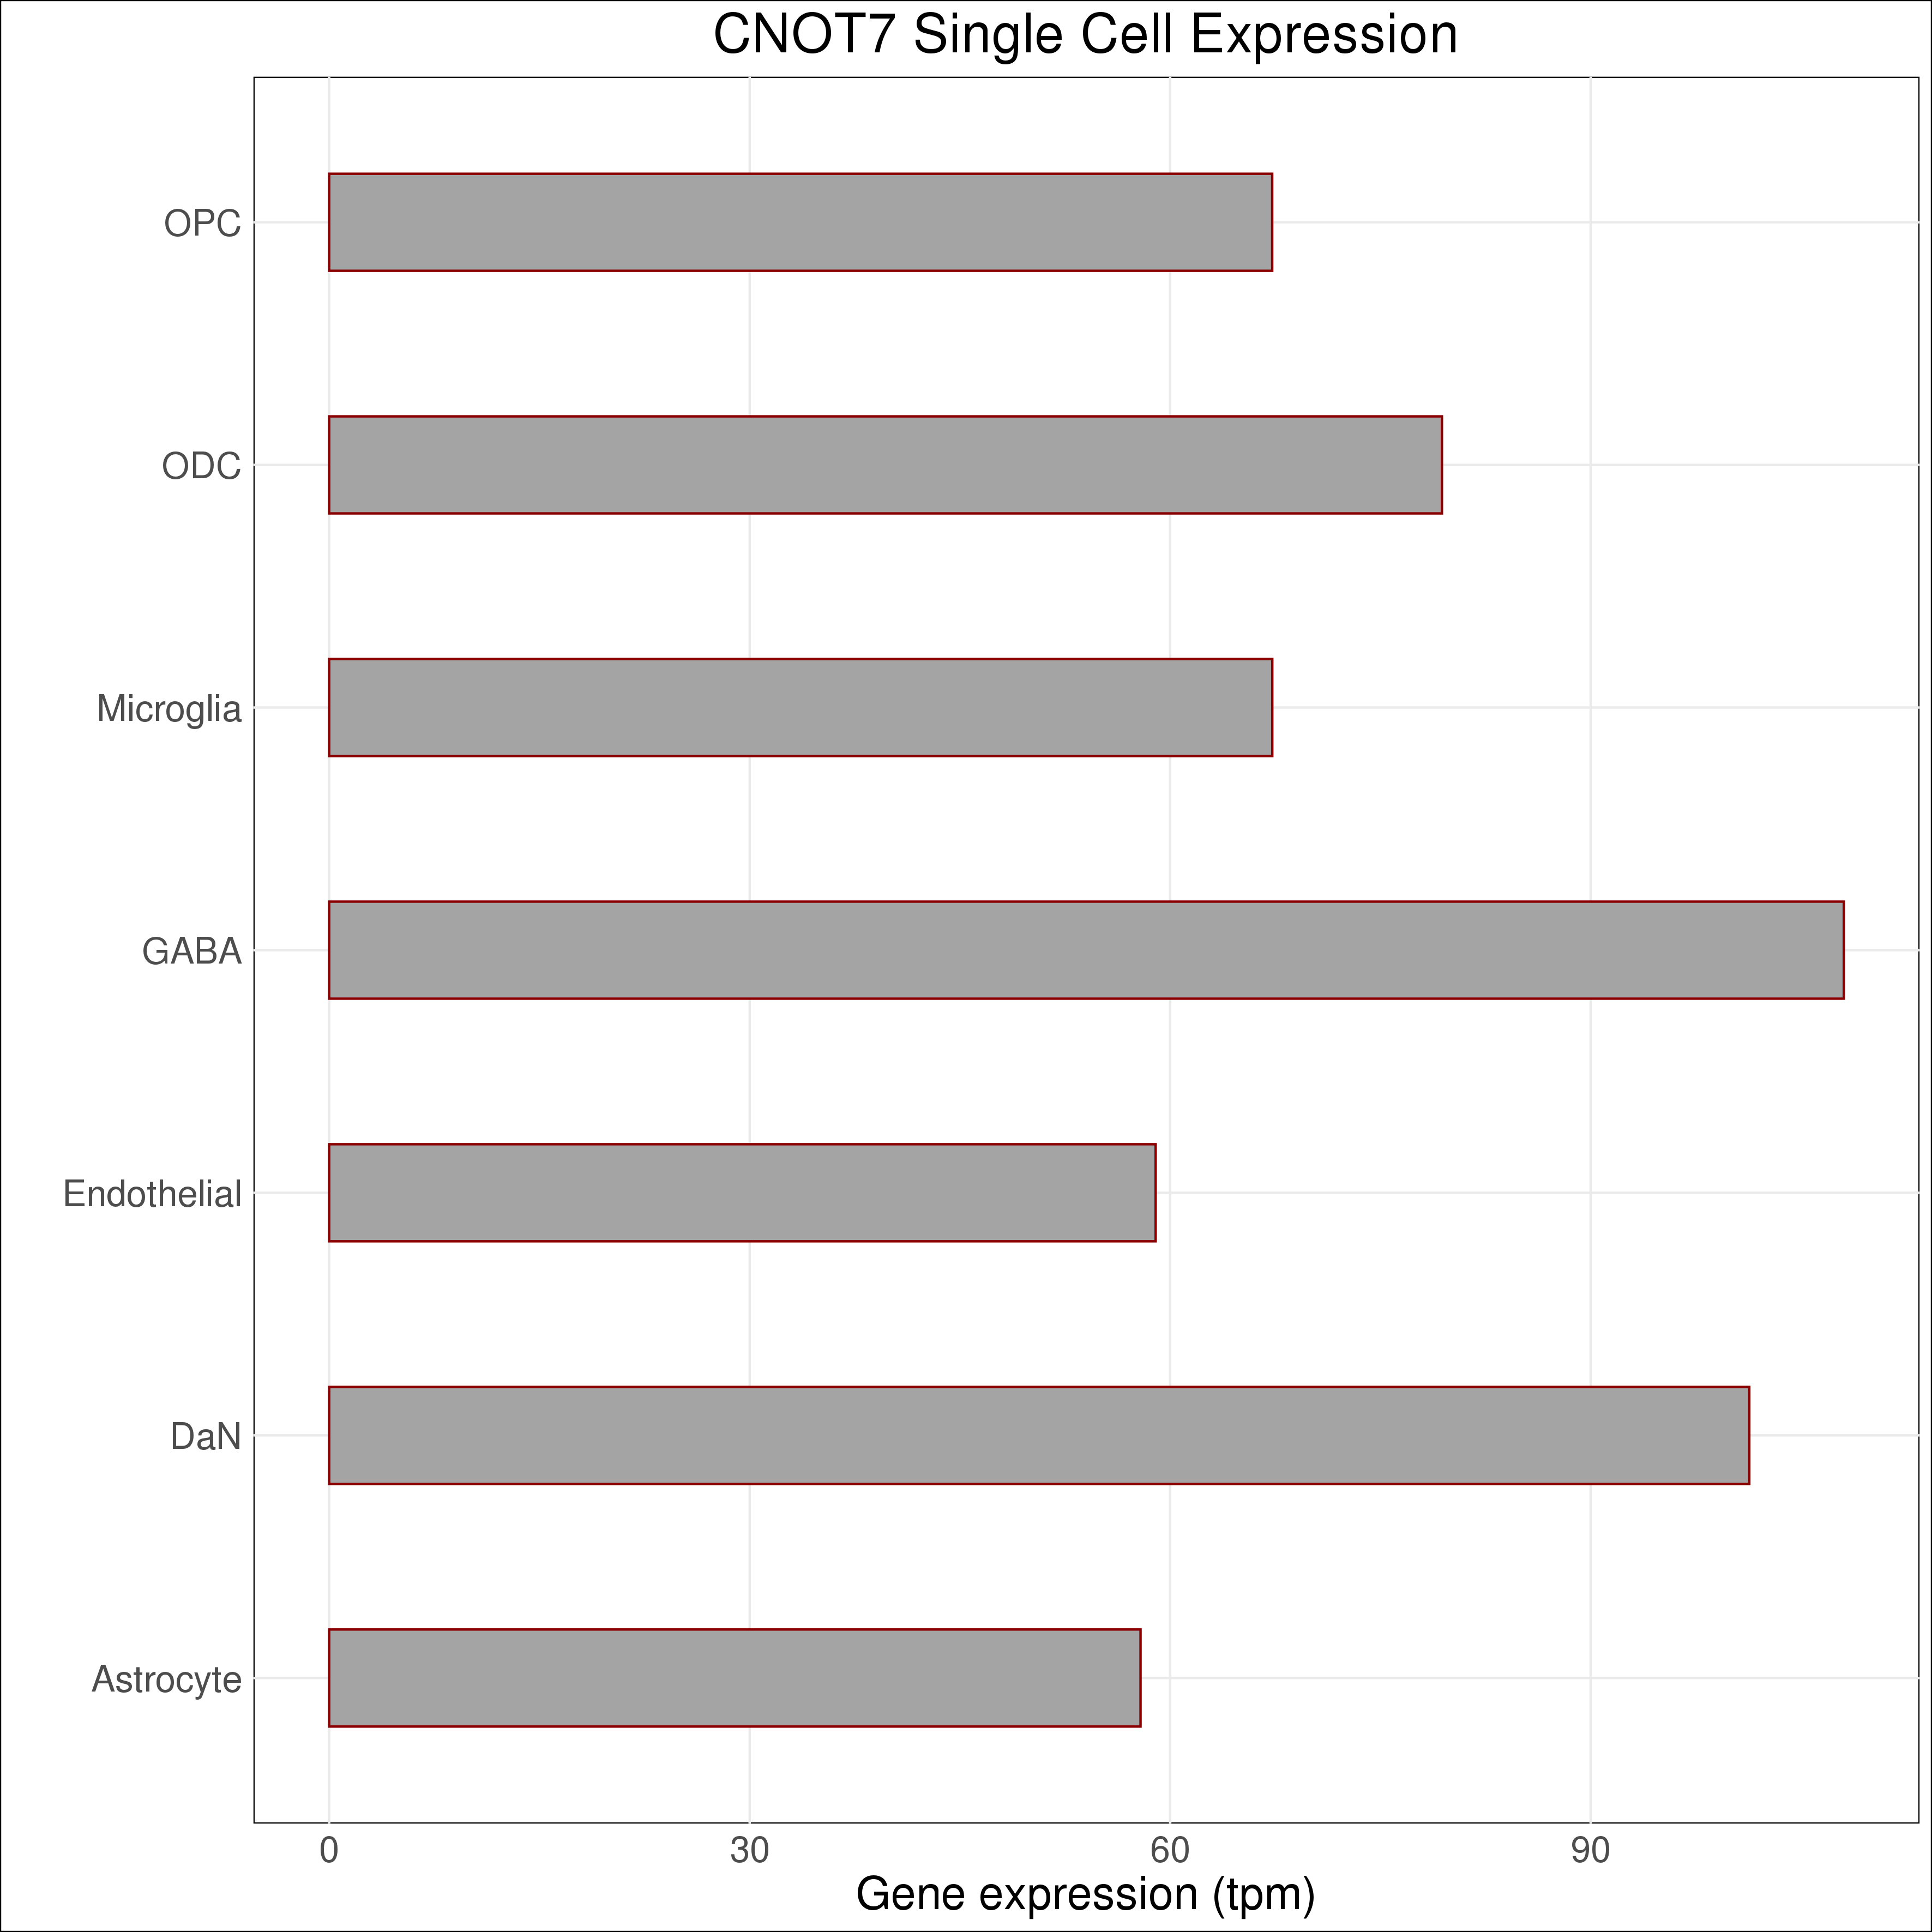 CNOT7 Single Cell Expression
OPC
ODC
Microglia
GABA
Endothelial
DaN
Astrocyte
0 30 60 90
Gene expression (tpm)